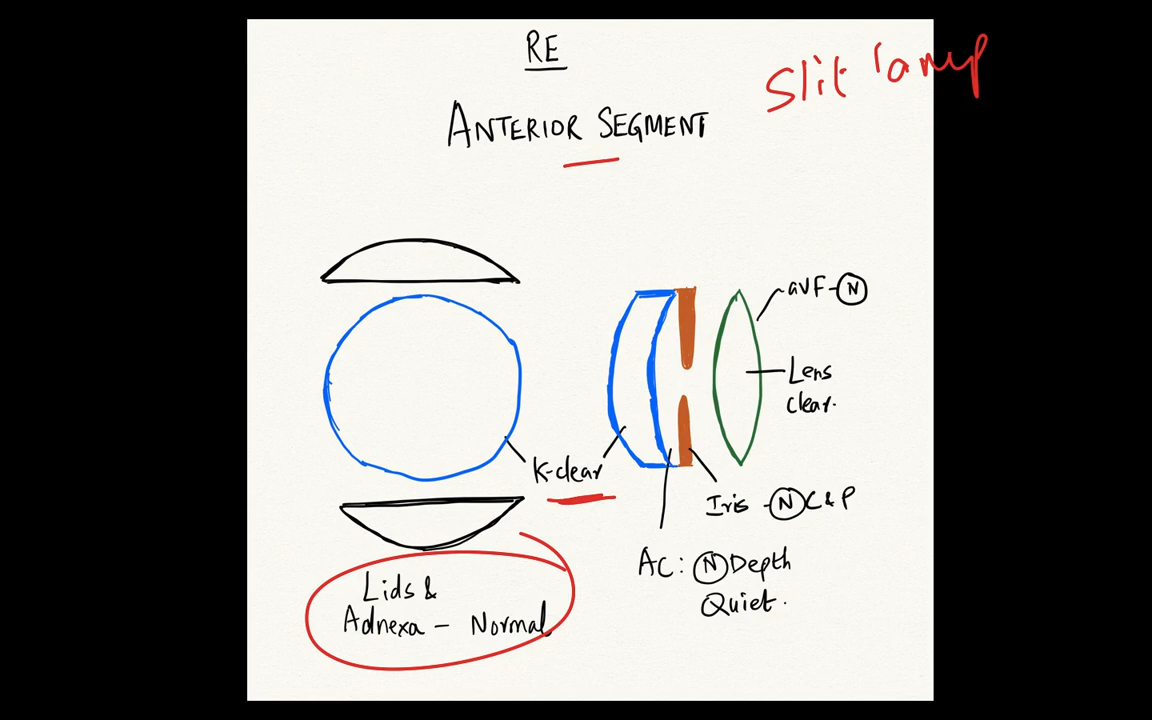 RE
Slit lamp
ANTERIOR SEGMENT
aVF - N
Lens
clear.
K-clear
Iris - N C & P
AC: N Depth
Quiet.
Lids &
Adnexa - Normal